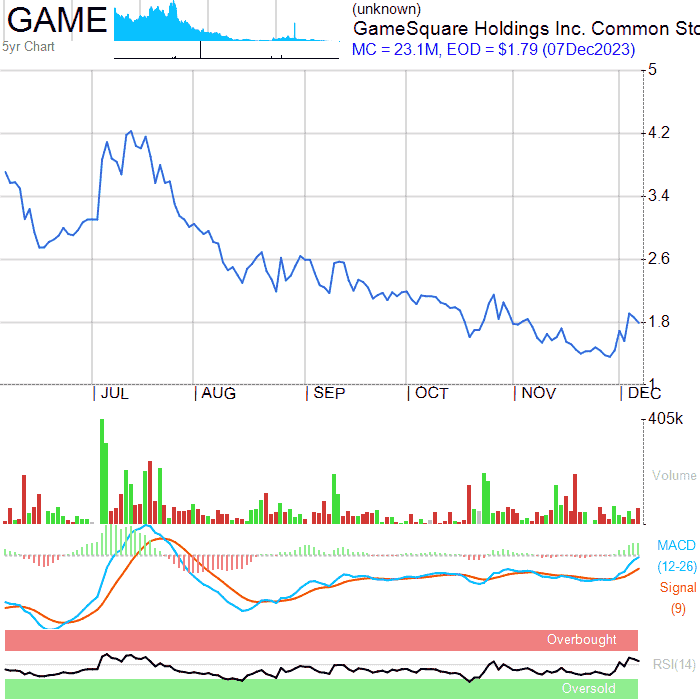 GAME
(unknown)
GameSquare Holdings Inc. Common Sto
5yr Chart
MC = 23.1M, EOD = $1.79 (07Dec2023)
5
4.2
3.4
2.6
1.8
1
JUL
AUG
SEP
OCT
NOV
DEC
405k
Volume
MACD
(12-26)
Signal
(9)
Overbought
RSI(14)
Oversold